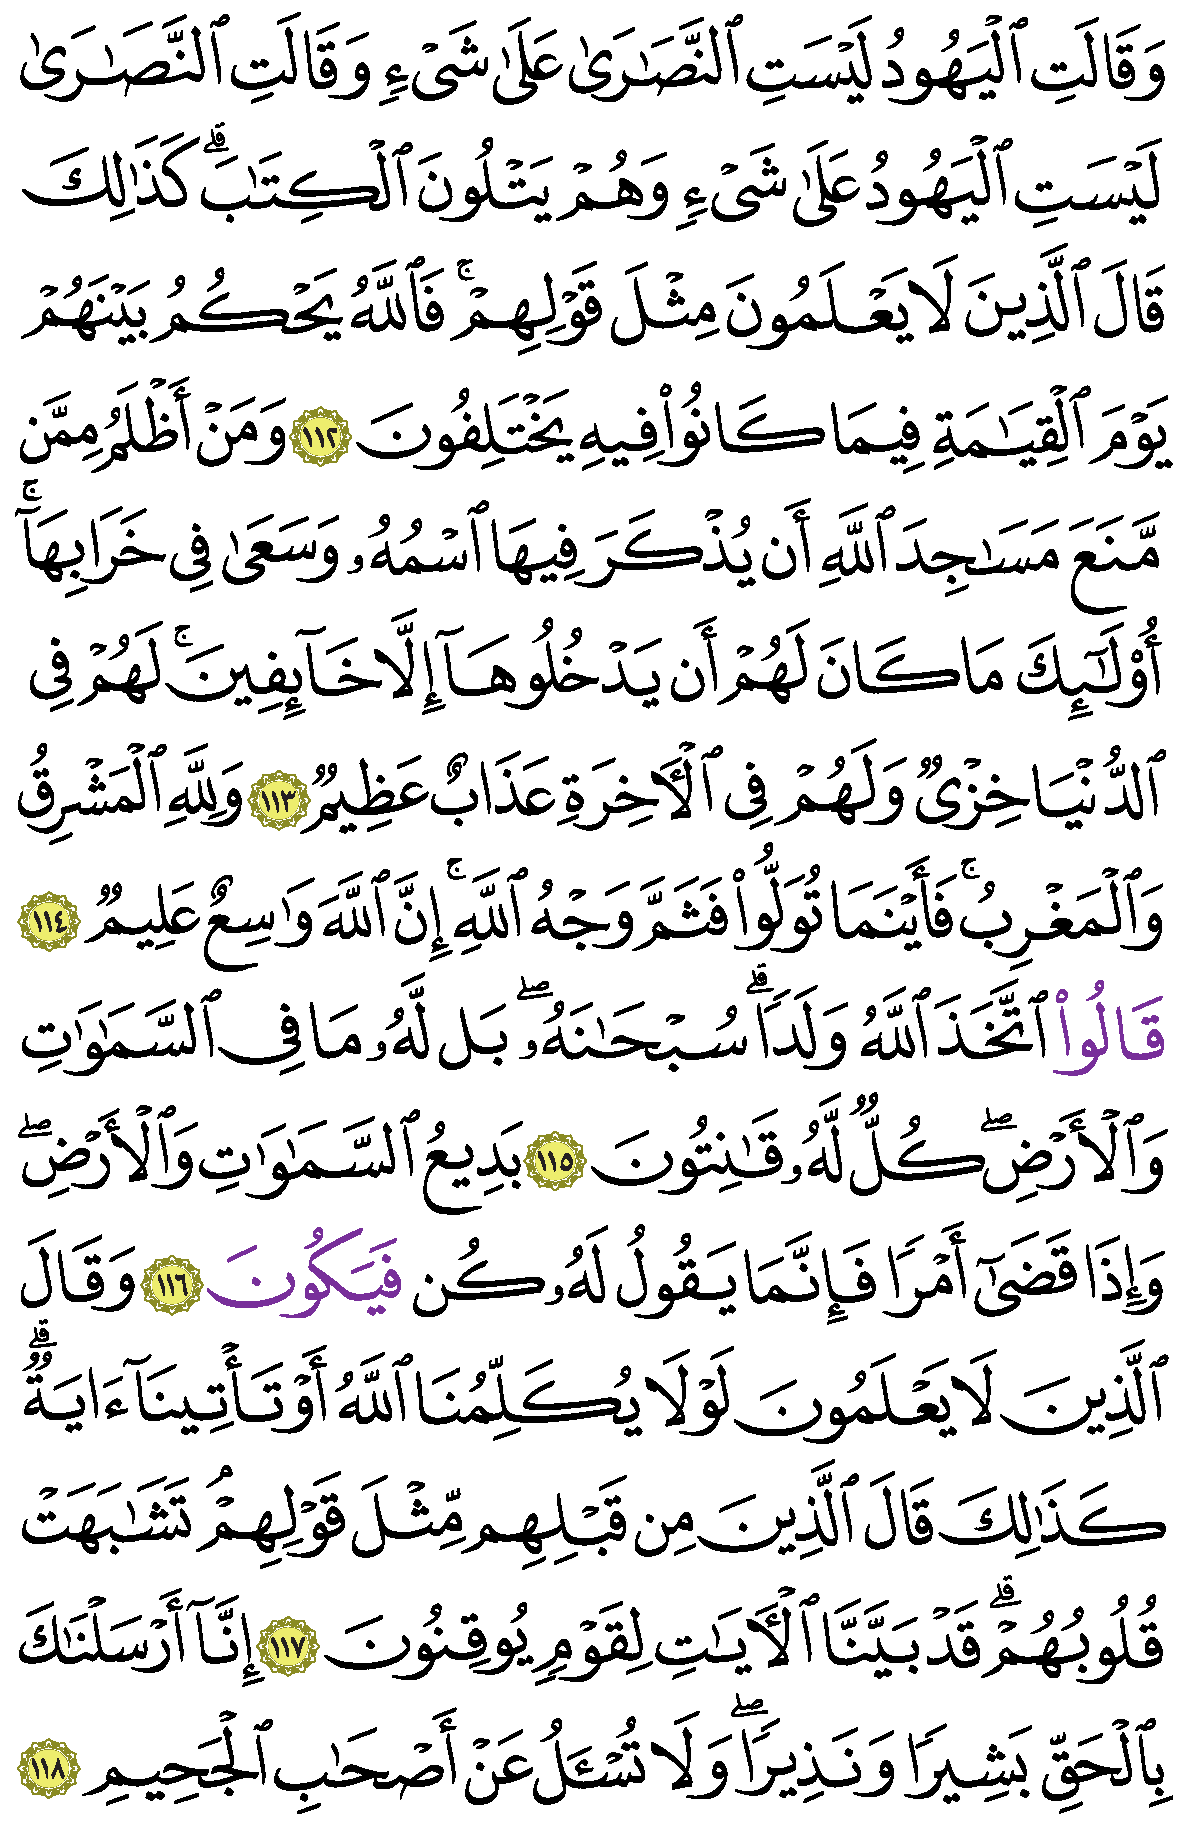 وَقَالَتِ ٱلۡيَهُودُ لَيۡسَتِ ٱلنَّصَٰرَىٰ عَلَىٰ شَيۡءٖ وَقَالَتِ ٱلنَّصَٰرَىٰ
لَيۡسَتِ ٱلۡيَهُودُ عَلَىٰ شَيۡءٖ وَهُمۡ يَتۡلُونَ ٱلۡكِتَٰبَۗ كَذَٰلِكَ
قَالَ ٱلَّذِينَ لَا يَعۡلَمُونَ مِثۡلَ قَوۡلِهِمۡۚ فَٱللَّهُ يَحۡكُمُ بَيۡنَهُمۡ
يَوۡمَ ٱلۡقِيَٰمَةِ فِيمَا كَانُواْ فِيهِ يَخۡتَلِفُونَ ١١٢ وَمَنۡ أَظۡلَمُ مِمَّن
مَّنَعَ مَسَٰجِدَ ٱللَّهِ أَن يُذۡكَرَ فِيهَا ٱسۡمُهُۥ وَسَعَىٰ فِي خَرَابِهَآۚ
أُوْلَٰٓئِكَ مَا كَانَ لَهُمۡ أَن يَدۡخُلُوهَآ إِلَّا خَآئِفِينَۚ لَهُمۡ فِي
ٱلدُّنۡيَا خِزۡيٞ وَلَهُمۡ فِي ٱلۡأٓخِرَةِ عَذَابٌ عَظِيمٞ ١١٣ وَلِلَّهِ ٱلۡمَشۡرِقُ
وَٱلۡمَغۡرِبُۚ فَأَيۡنَمَا تُوَلُّواْ فَثَمَّ وَجۡهُ ٱللَّهِۚ إِنَّ ٱللَّهَ وَٰسِعٌ عَلِيمٞ ١١٤
قَالُواْ ٱتَّخَذَ ٱللَّهُ وَلَدٗاۗ سُبۡحَٰنَهُۥۖ بَل لَّهُۥ مَا فِي ٱلسَّمَٰوَٰتِ
وَٱلۡأَرۡضِۖ كُلّٞ لَّهُۥ قَٰنِتُونَ ١١٥ بَدِيعُ ٱلسَّمَٰوَٰتِ وَٱلۡأَرۡضِۖ
وَإِذَا قَضَىٰٓ أَمۡرٗا فَإِنَّمَا يَقُولُ لَهُۥ كُن فَيَكُونَ ١١٦ وَقَالَ
ٱلَّذِينَ لَا يَعۡلَمُونَ لَوۡلَا يُكَلِّمُنَا ٱللَّهُ أَوۡ تَأۡتِينَآ ءَايَةٞۗ
كَذَٰلِكَ قَالَ ٱلَّذِينَ مِن قَبۡلِهِم مِّثۡلَ قَوۡلِهِمۡۘ تَشَٰبَهَتۡ
قُلُوبُهُمۡۗ قَدۡ بَيَّنَّا ٱلۡأٓيَٰتِ لِقَوۡمٖ يُوقِنُونَ ١١٧ إِنَّآ أَرۡسَلۡنَٰكَ
بِٱلۡحَقِّ بَشِيرٗا وَنَذِيرٗاۖ وَلَا تُسۡـَٔلُ عَنۡ أَصۡحَٰبِ ٱلۡجَحِيمِ ١١٨